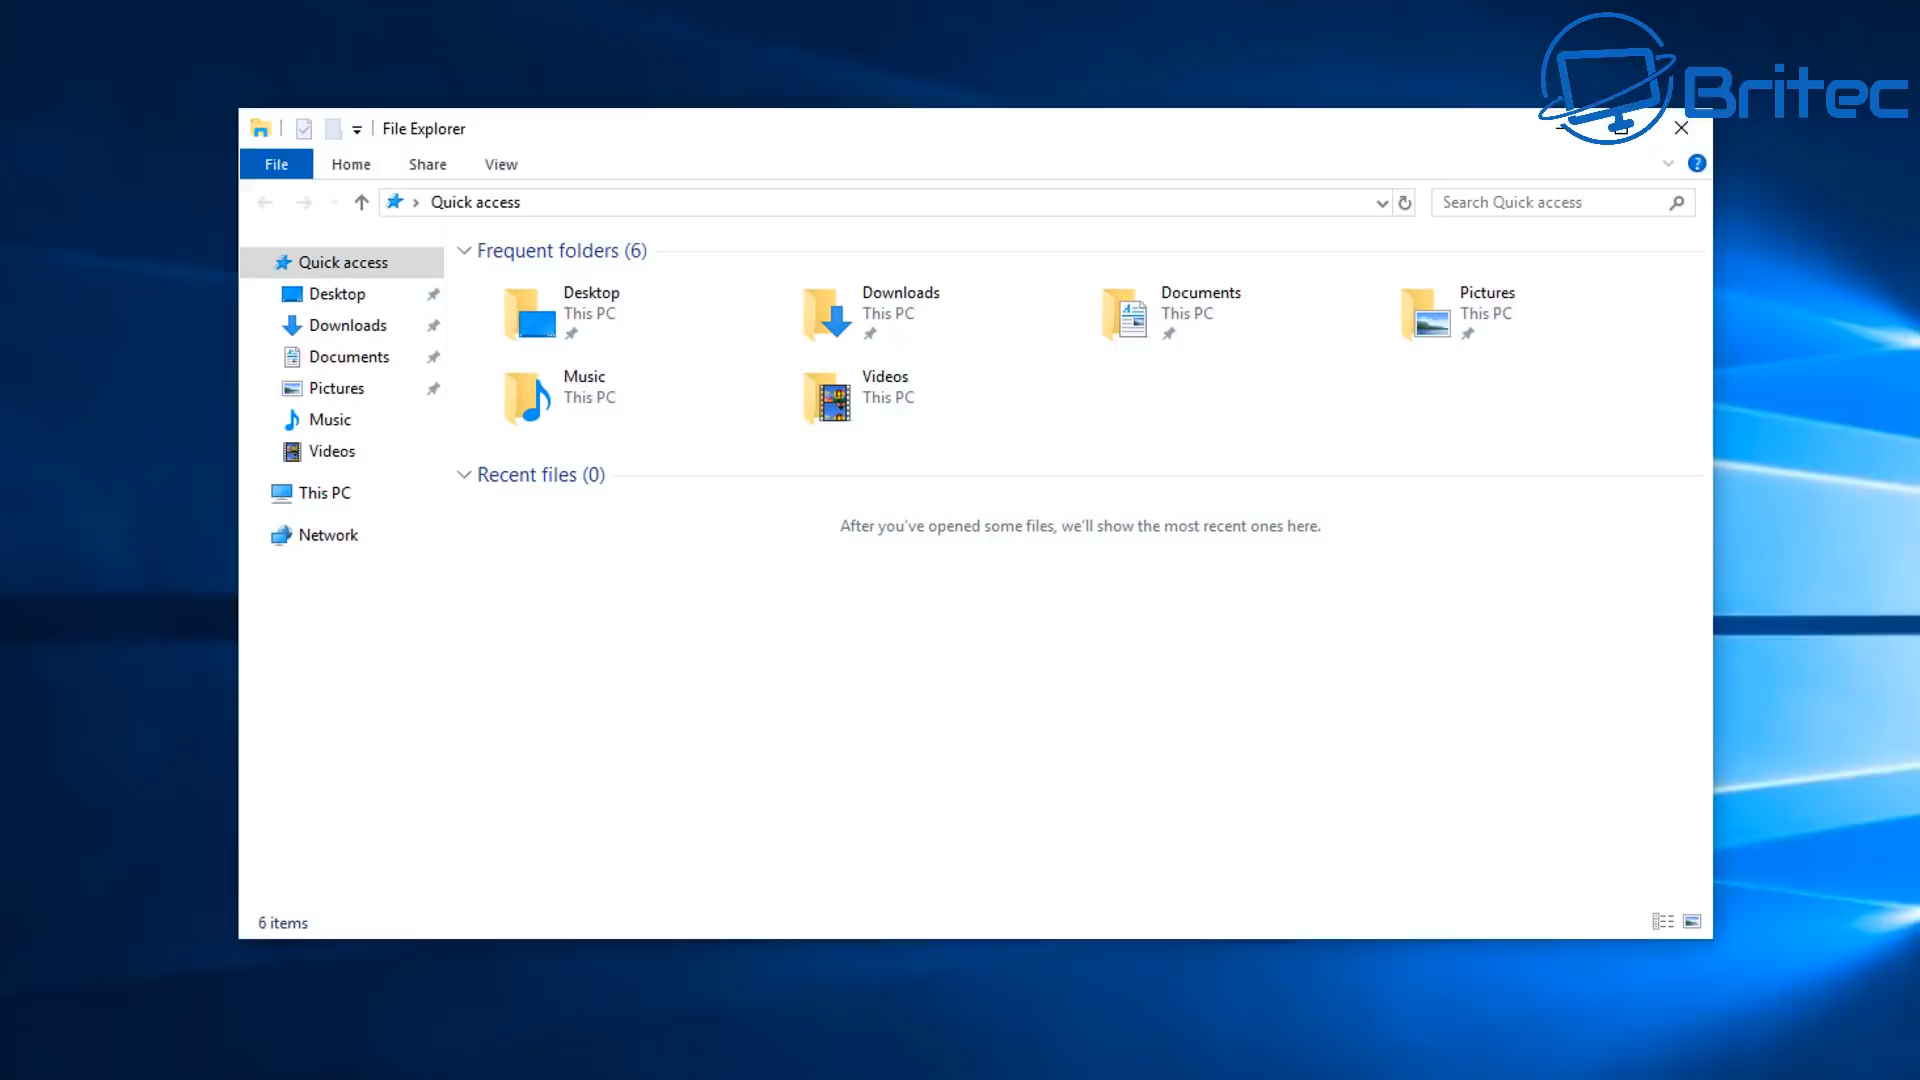 Britec
File Explorer
File Home Share View
?
Quick access
Search Quick access
Quick access
Desktop
Downloads
Documents
Pictures
Music
Videos
This PC
Network
Frequent folders (6)
Desktop
This PC
Downloads
This PC
Documents
This PC
Pictures
This PC
Music
This PC
Videos
This PC
Recent files (0)
After you've opened some files, we'll show the most recent ones here.
6 items